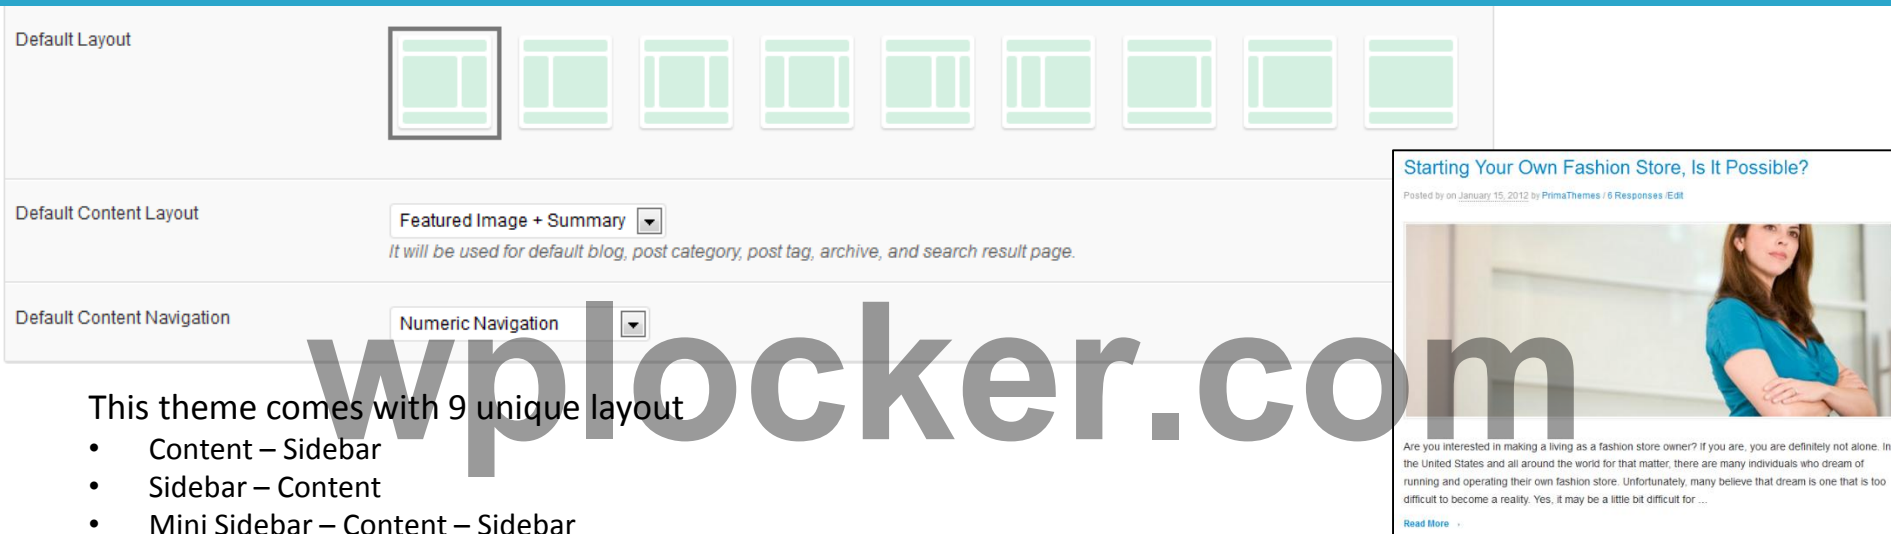 Default Layout
Default Content Layout
Featured Image + Summary
It will be used for default blog, post category, post tag, archive, and search result page.
Default Content Navigation
Numeric Navigation
wplocker.com
This theme comes with 9 unique layout
• Content – Sidebar
• Sidebar – Content
• Mini Sidebar – Content – Sidebar
Starting Your Own Fashion Store, Is It Possible?
Posted by on January 15, 2012 by PrimaThemes / 6 Responses /Edit
Are you interested in making a living as a fashion store owner? If you are, you are definitely not alone. In
the United States and all around the world for that matter, there are many individuals who dream of
running and operating their own fashion store. Unfortunately, many believe that dream is one that is too
difficult to become a reality. Yes, it may be a little bit difficult for ...
Read More